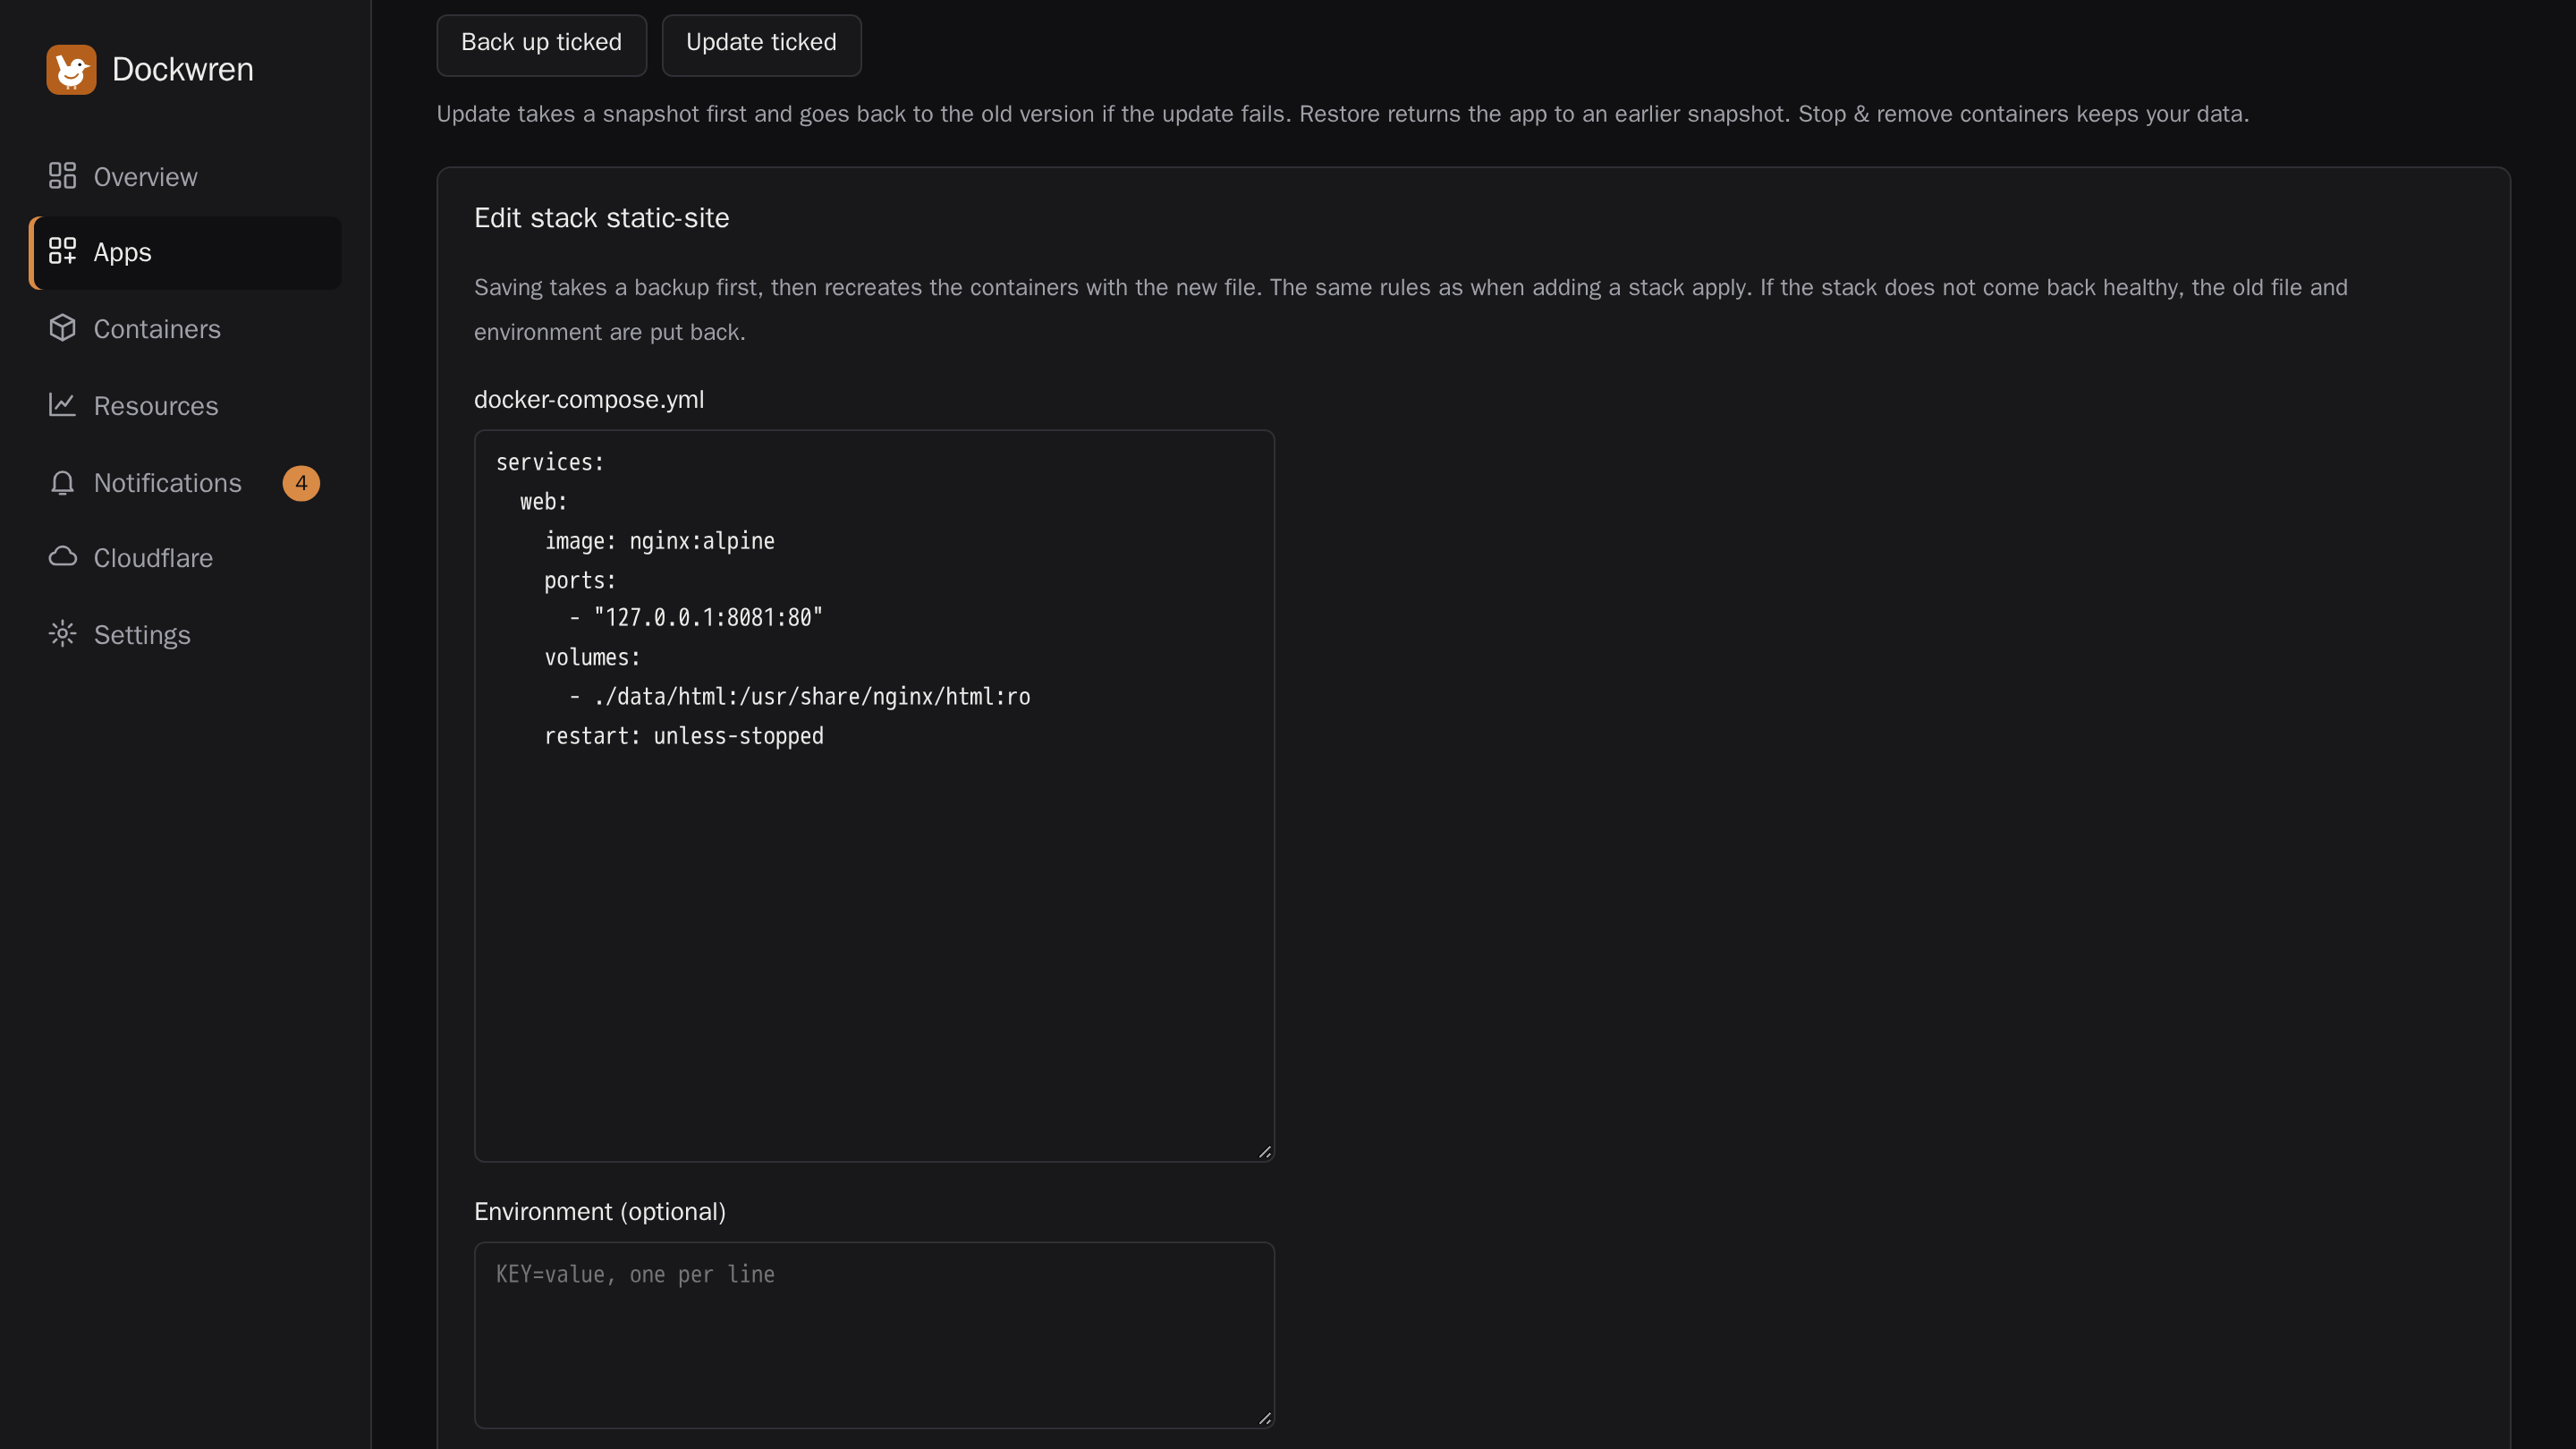 Dockwren
Overview
Apps
Containers
Resources
Notifications 4
Cloudflare
Settings
Back up ticked
Update ticked
Update takes a snapshot first and goes back to the old version if the update fails. Restore returns the app to an earlier snapshot. Stop & remove containers keeps your data.
Edit stack static-site
Saving takes a backup first, then recreates the containers with the new file. The same rules as when adding a stack apply. If the stack does not come back healthy, the old file and
environment are put back.
docker-compose.yml
services:
  web:
    image: nginx:alpine
    ports:
      - "127.0.0.1:8081:80"
    volumes:
      - ./data/html:/usr/share/nginx/html:ro
    restart: unless-stopped
Environment (optional)
KEY=value, one per line